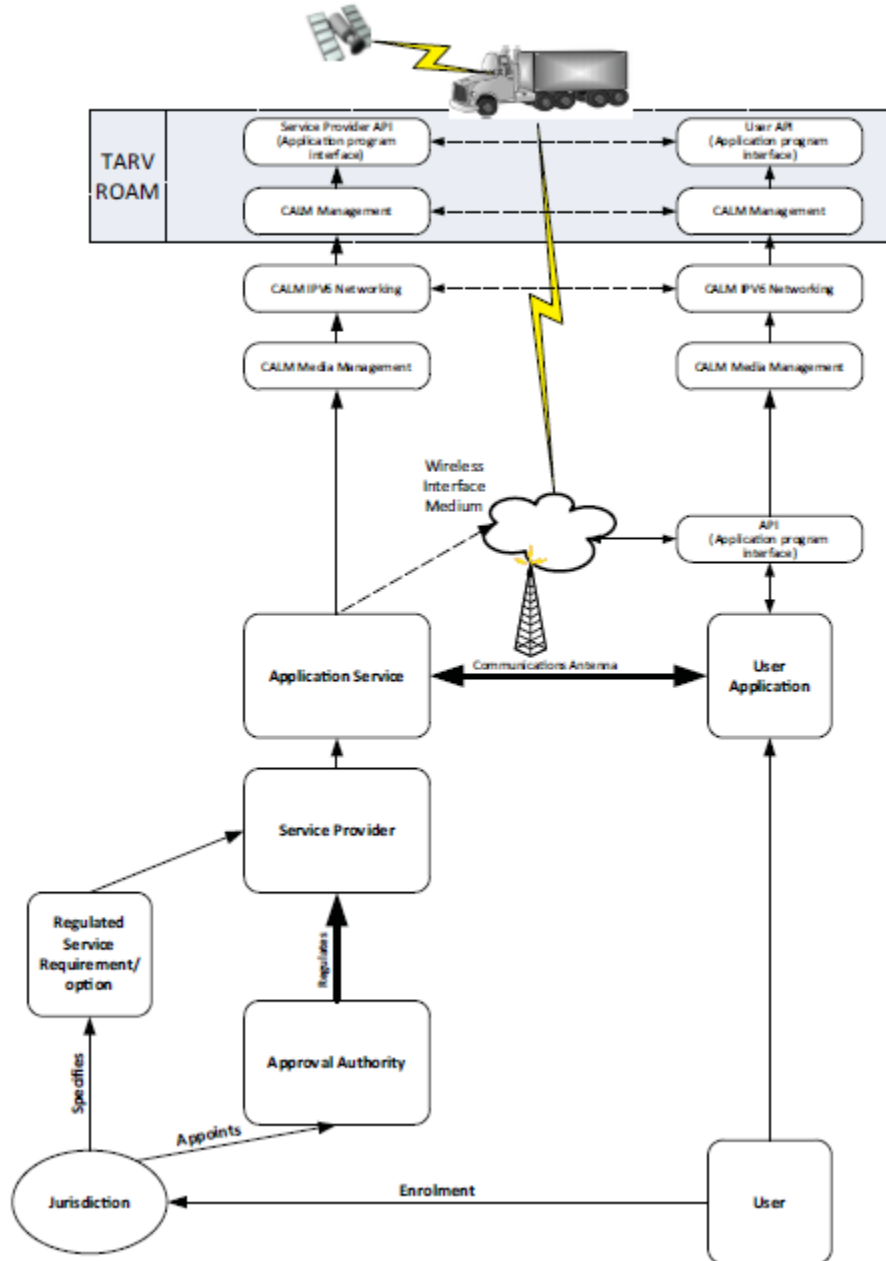 Service Provider API
(Application program
interface)
User API
(Application program
interface)
TARV
ROAM
CALM Management
CALM Management
CALM IPV6 Networking
CALM IPV6 Networking
CALM Media Management
CALM Media Management
Wireless
Interface
Medium
API
(Application program
interface)
Communications Antenna
Application Service
User
Application
Service Provider
Regulated
Service
Requirement/
option
Regulates
Approval Authority
Specifies
Appoints
Jurisdiction
Enrolment
User